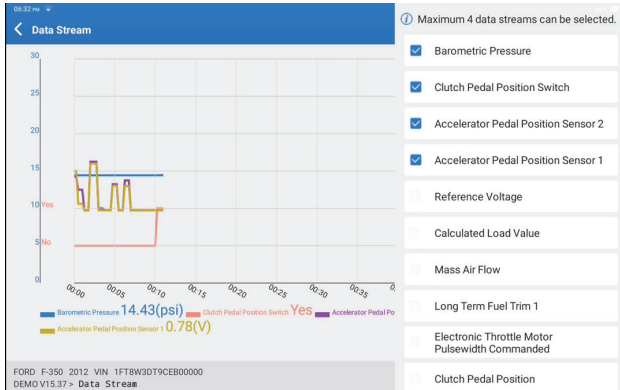 06:32 PM
Data Stream
Maximum 4 data streams can be selected.
Barometric Pressure
Clutch Pedal Position Switch
Accelerator Pedal Position Sensor 2
Accelerator Pedal Position Sensor 1
Reference Voltage
Calculated Load Value
Mass Air Flow
Long Term Fuel Trim 1
Electronic Throttle Motor
Pulsewidth Commanded
Clutch Pedal Position
30
25
20
15
10 Yes
5 No
0
00:00 00:05 00:10 00:15 00:20 00:25 00:30 00:35 0
Barometric Pressure 14.43(psi) Clutch Pedal Position Switch Yes Accelerator Pedal Po
Accelerator Pedal Position Sensor 1 0.78(V)
FORD F-350 2012 VIN 1FT8W3DT9CEB00000
DEMO V15.37 > Data Stream